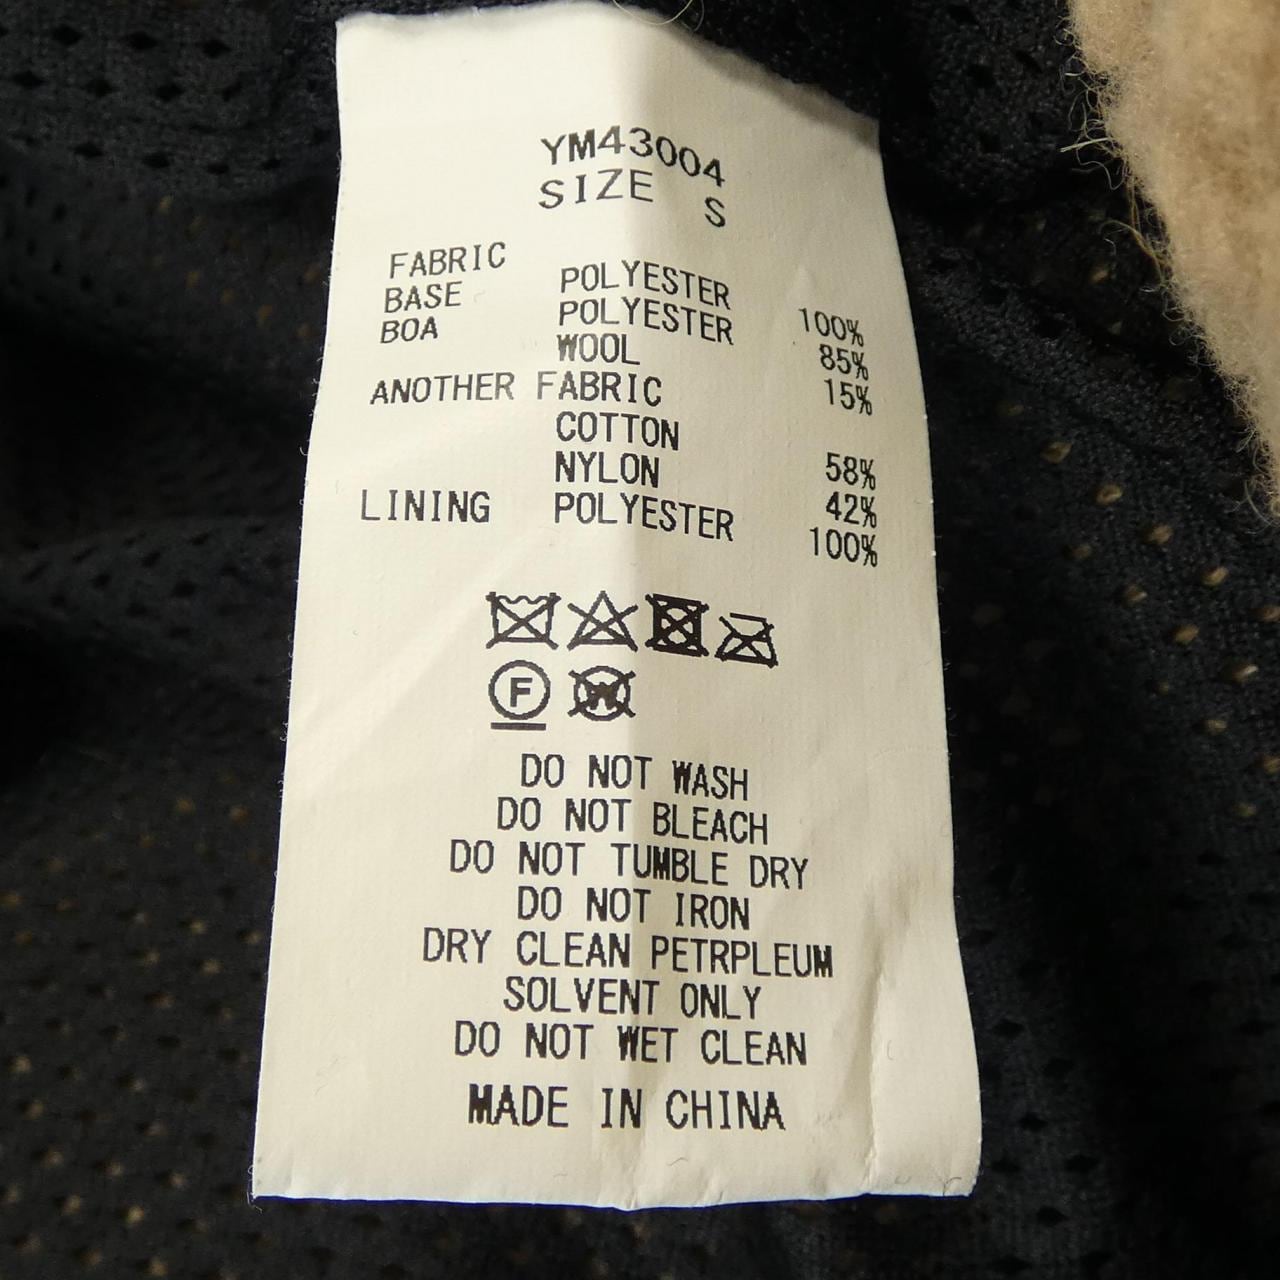 YM43004
SIZE S
FABRIC
BASE POLYESTER 100%
BOA POLYESTER 85%
WOOL 15%
ANOTHER FABRIC
COTTON 58%
NYLON 42%
LINING POLYESTER 100%
F
W
DO NOT WASH
DO NOT BLEACH
DO NOT TUMBLE DRY
DO NOT IRON
DRY CLEAN PETRPLEUM
SOLVENT ONLY
DO NOT WET CLEAN
MADE IN CHINA